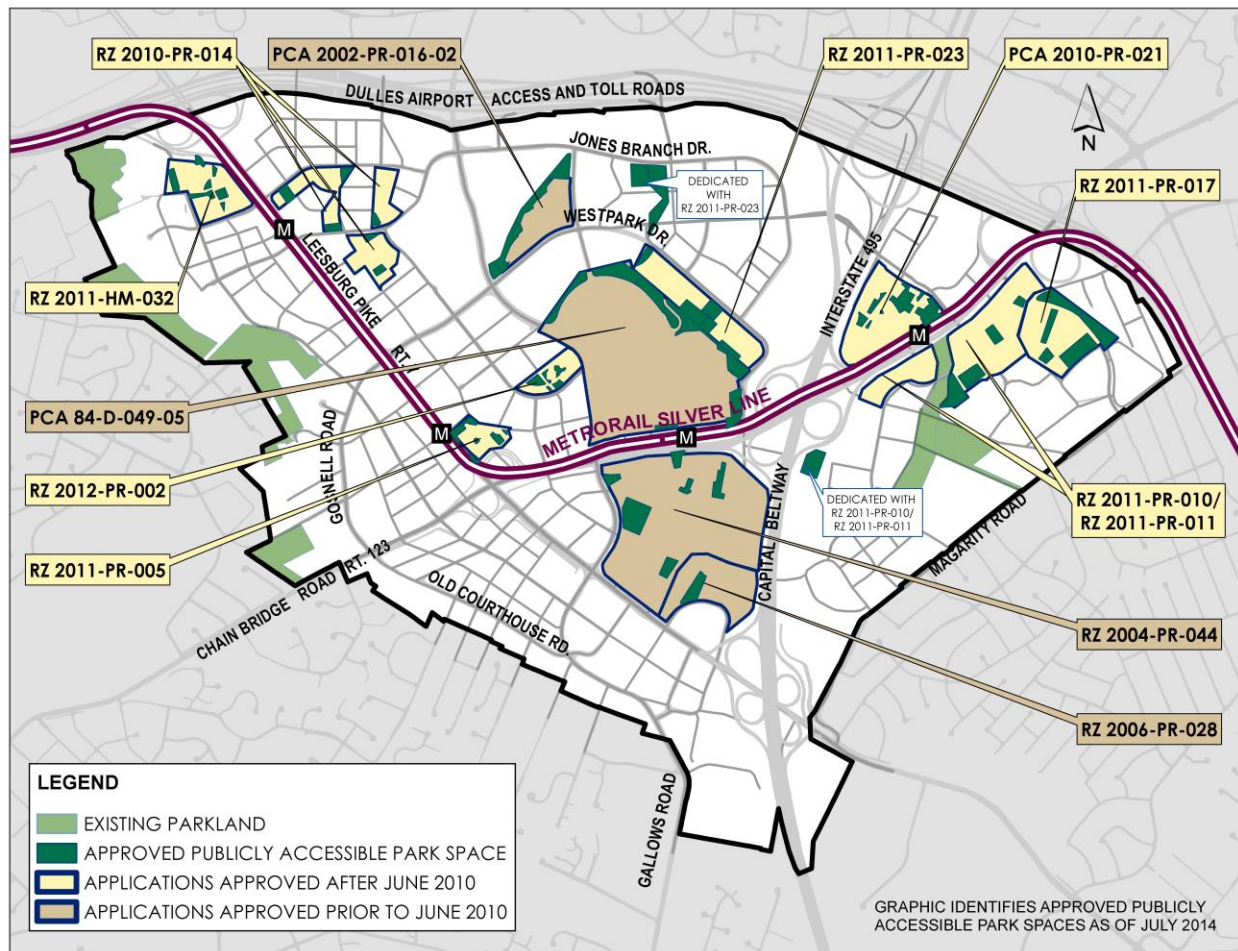 RZ 2010-PR-014
PCA 2002-PR-016-02
RZ 2011-PR-023
PCA 2010-PR-021
DULLES AIRPORT ACCESS AND TOLL ROADS
N
JONES BRANCH DR.
DEDICATED
WITH
RZ 2011-PR-023
RZ 2011-PR-017
WESTPARK DR.
M
LEESBURG PIKE
RT. 7
INTERSTATE 495
RZ 2011-HM-032
M
PCA 84-D-049-05
METRORAIL SILVER LINE
M
M
GOSNELL ROAD
RZ 2012-PR-002
DEDICATED WITH
RZ 2011-PR-010/
RZ 2011-PR-011
RZ 2011-PR-010/
RZ 2011-PR-011
CAPITAL BELTWAY
MAGARITY ROAD
RZ 2011-PR-005
CHAIN BRIDGE ROAD RT. 123
OLD COURTHOUSE RD.
RZ 2004-PR-044
RZ 2006-PR-028
GALLOWS ROAD
LEGEND
EXISTING PARKLAND
APPROVED PUBLICLY ACCESSIBLE PARK SPACE
APPLICATIONS APPROVED AFTER JUNE 2010
APPLICATIONS APPROVED PRIOR TO JUNE 2010
GRAPHIC IDENTIFIES APPROVED PUBLICLY
ACCESSIBLE PARK SPACES AS OF JULY 2014